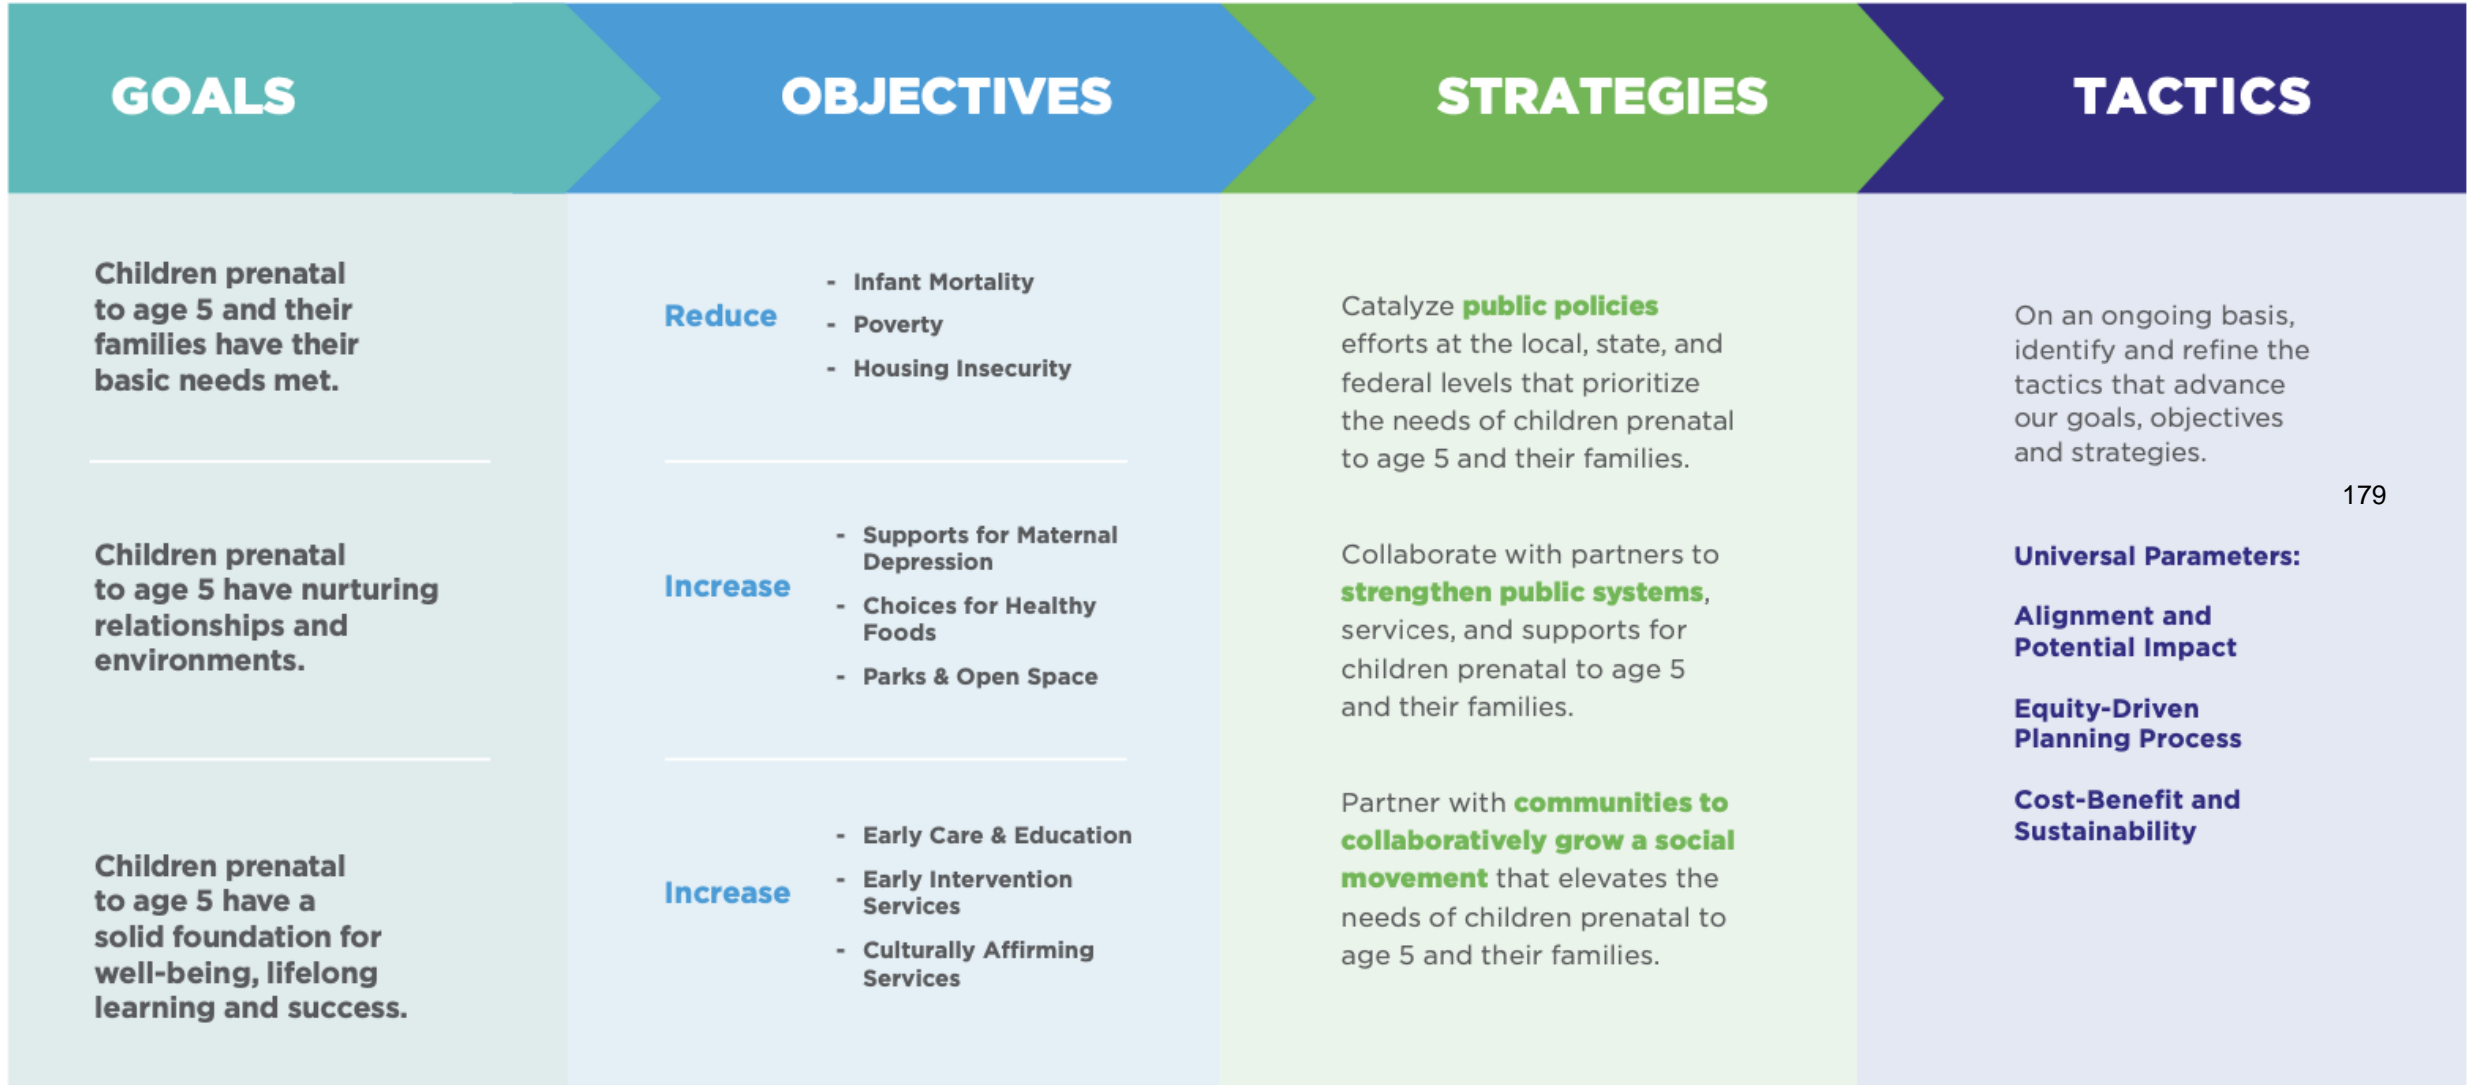 GOALS
OBJECTIVES
STRATEGIES
TACTICS
Children prenatal
to age 5 and their
families have their
basic needs met.
Children prenatal
to age 5 have nurturing
relationships and
environments.
Children prenatal
to age 5 have a
solid foundation for
well-being, lifelong
learning and success.
Reduce
- Infant Mortality
- Poverty
- Housing Insecurity
Increase
- Supports for Maternal
Depression
- Choices for Healthy
Foods
- Parks & Open Space
Increase
- Early Care & Education
- Early Intervention
Services
- Culturally Affirming
Services
Catalyze public policies
efforts at the local, state, and
federal levels that prioritize
the needs of children prenatal
to age 5 and their families.
Collaborate with partners to
strengthen public systems,
services, and supports for
children prenatal to age 5
and their families.
Partner with communities to
collaboratively grow a social
movement that elevates the
needs of children prenatal to
age 5 and their families.
On an ongoing basis,
identify and refine the
tactics that advance
our goals, objectives
and strategies.
179
Universal Parameters:
Alignment and
Potential Impact
Equity-Driven
Planning Process
Cost-Benefit and
Sustainability